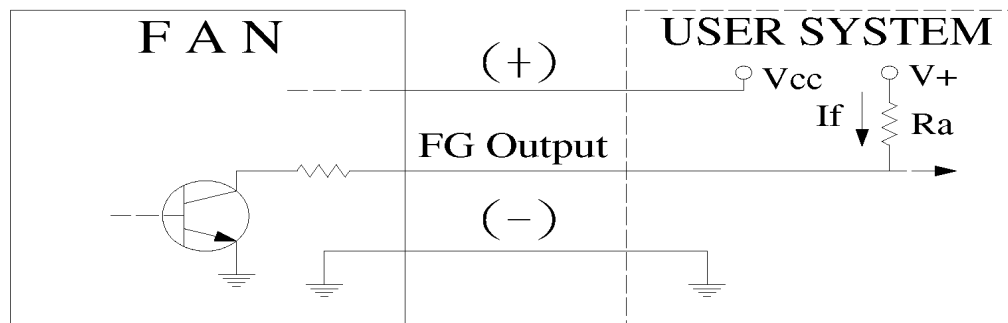 F A N
USER SYSTEM
(+)
Vcc
V+
If
Ra
FG Output
(-)